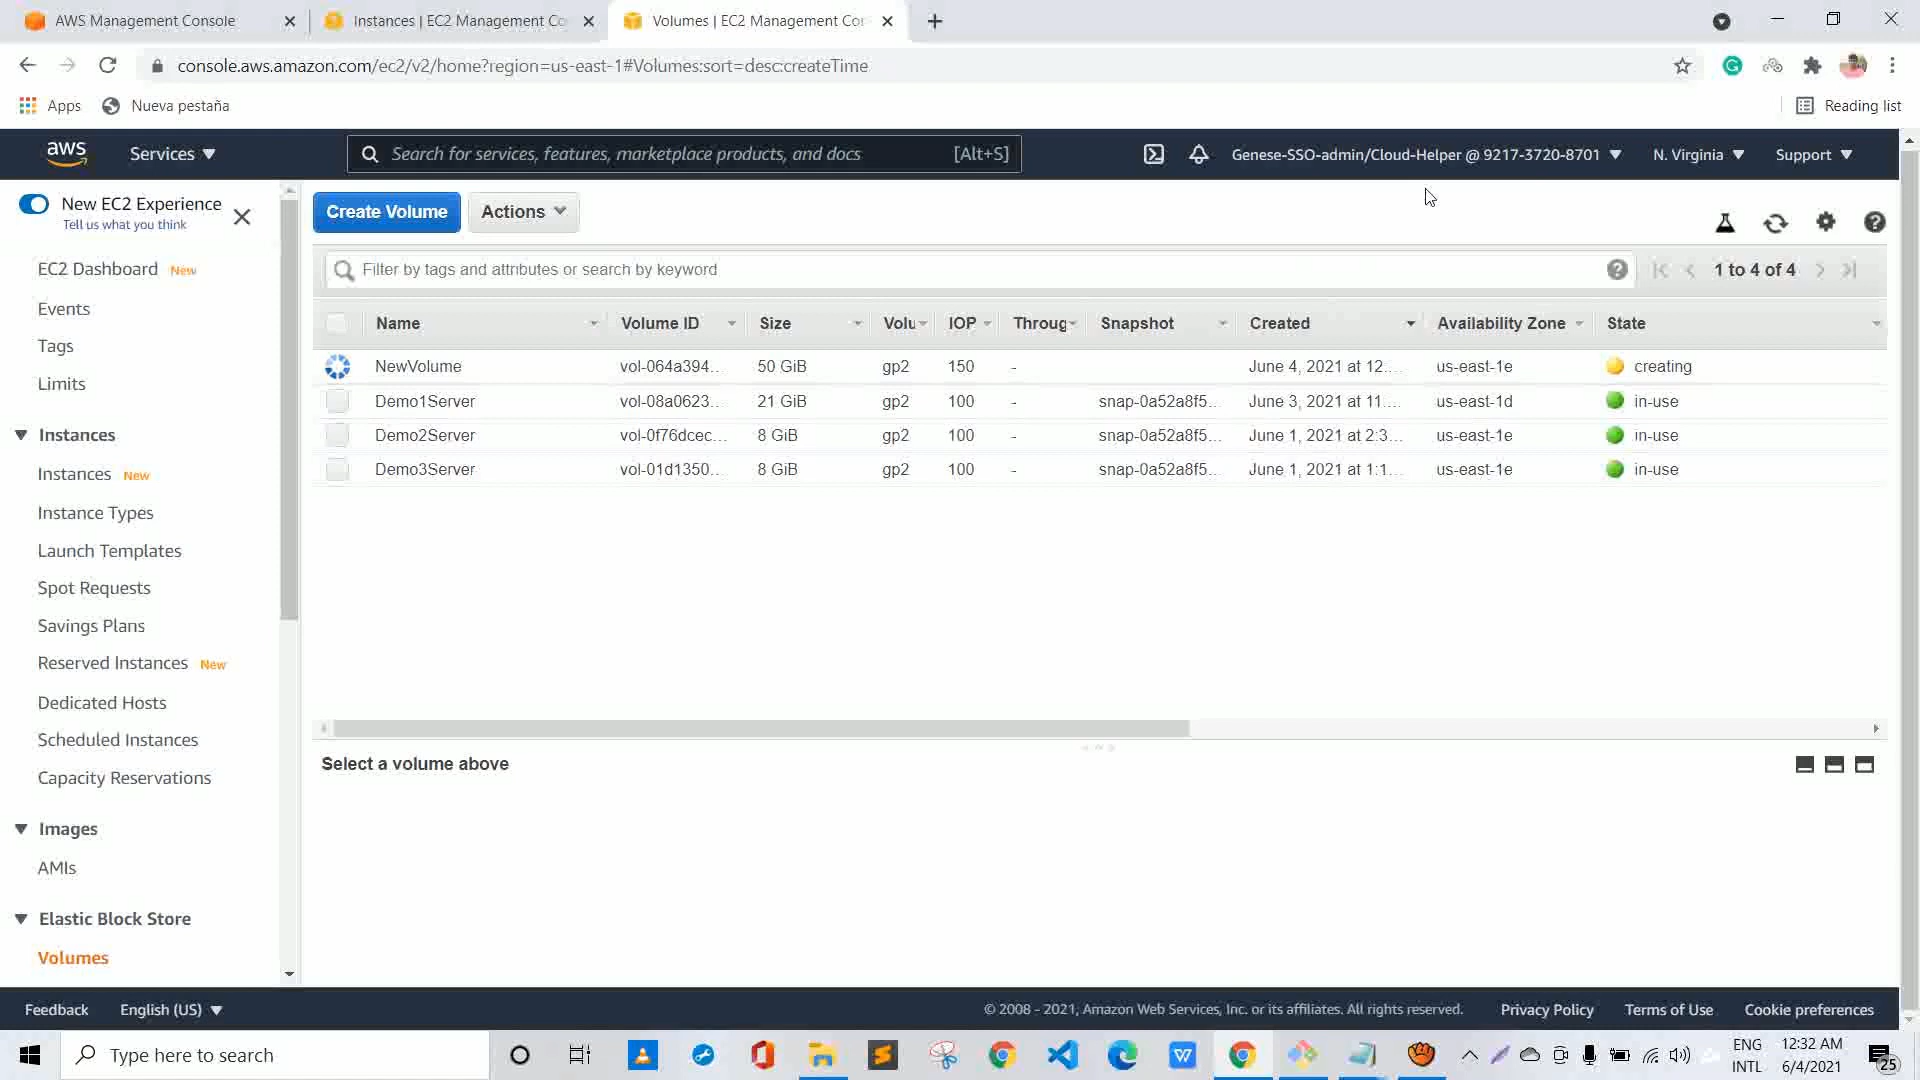 AWS Management Console
Instances | EC2 Management Co
Volumes | EC2 Management Con
console.aws.amazon.com/ec2/v2/home?region=us-east-1#Volumes:sort=desc:createTime
Apps
Nueva pestaña
Reading list
aws
Services
Search for services, features, marketplace products, and docs
[Alt+S]
Genese-SSO-admin/Cloud-Helper @ 9217-3720-8701
N. Virginia
Support
New EC2 Experience
Tell us what you think
Create Volume
Actions
EC2 Dashboard New
Events
Tags
Limits
Instances
Instances New
Instance Types
Launch Templates
Spot Requests
Savings Plans
Reserved Instances New
Dedicated Hosts
Scheduled Instances
Capacity Reservations
Images
AMIs
Elastic Block Store
Volumes
Filter by tags and attributes or search by keyword
1 to 4 of 4
Name Volume ID Size Volu IOP Throug Snapshot Created Availability Zone State
NewVolume vol-064a394... 50 GiB gp2 150 - June 4, 2021 at 12.... us-east-1e creating
Demo1Server vol-08a0623... 21 GiB gp2 100 - snap-0a52a8f5... June 3, 2021 at 11.... us-east-1d in-use
Demo2Server vol-0f76dcec... 8 GiB gp2 100 - snap-0a52a8f5... June 1, 2021 at 2:3... us-east-1e in-use
Demo3Server vol-01d1350... 8 GiB gp2 100 - snap-0a52a8f5... June 1, 2021 at 1:1... us-east-1e in-use
Select a volume above
Feedback
English (US)
© 2008 - 2021, Amazon Web Services, Inc. or its affiliates. All rights reserved.
Privacy Policy
Terms of Use
Cookie preferences
Type here to search
ENG
INTL
12:32 AM
6/4/2021
25